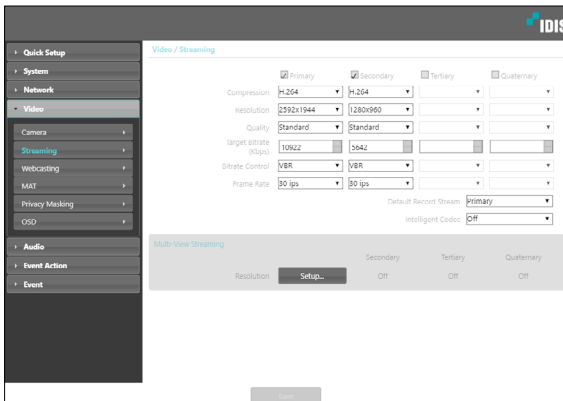 IDIS
Quick Setup
System
Network
Video
Camera
Streaming
Webcasting
MAT
Privacy Masking
OSD
Audio
Event Action
Event
Video / Streaming
Primary Secondary Tertiary Quaternary
Compression H.264 H.264
Resolution 2592x1944 1280x960
Quality Standard Standard
Target Bitrate (Kbps) 10922 5642
Bitrate Control VBR VBR
Frame Rate 30 ips 30 ips
Default Record Stream Primary
Intelligent Codec Off
Multi-View Streaming
Secondary Tertiary Quaternary
Resolution Setup... Off Off Off
Save